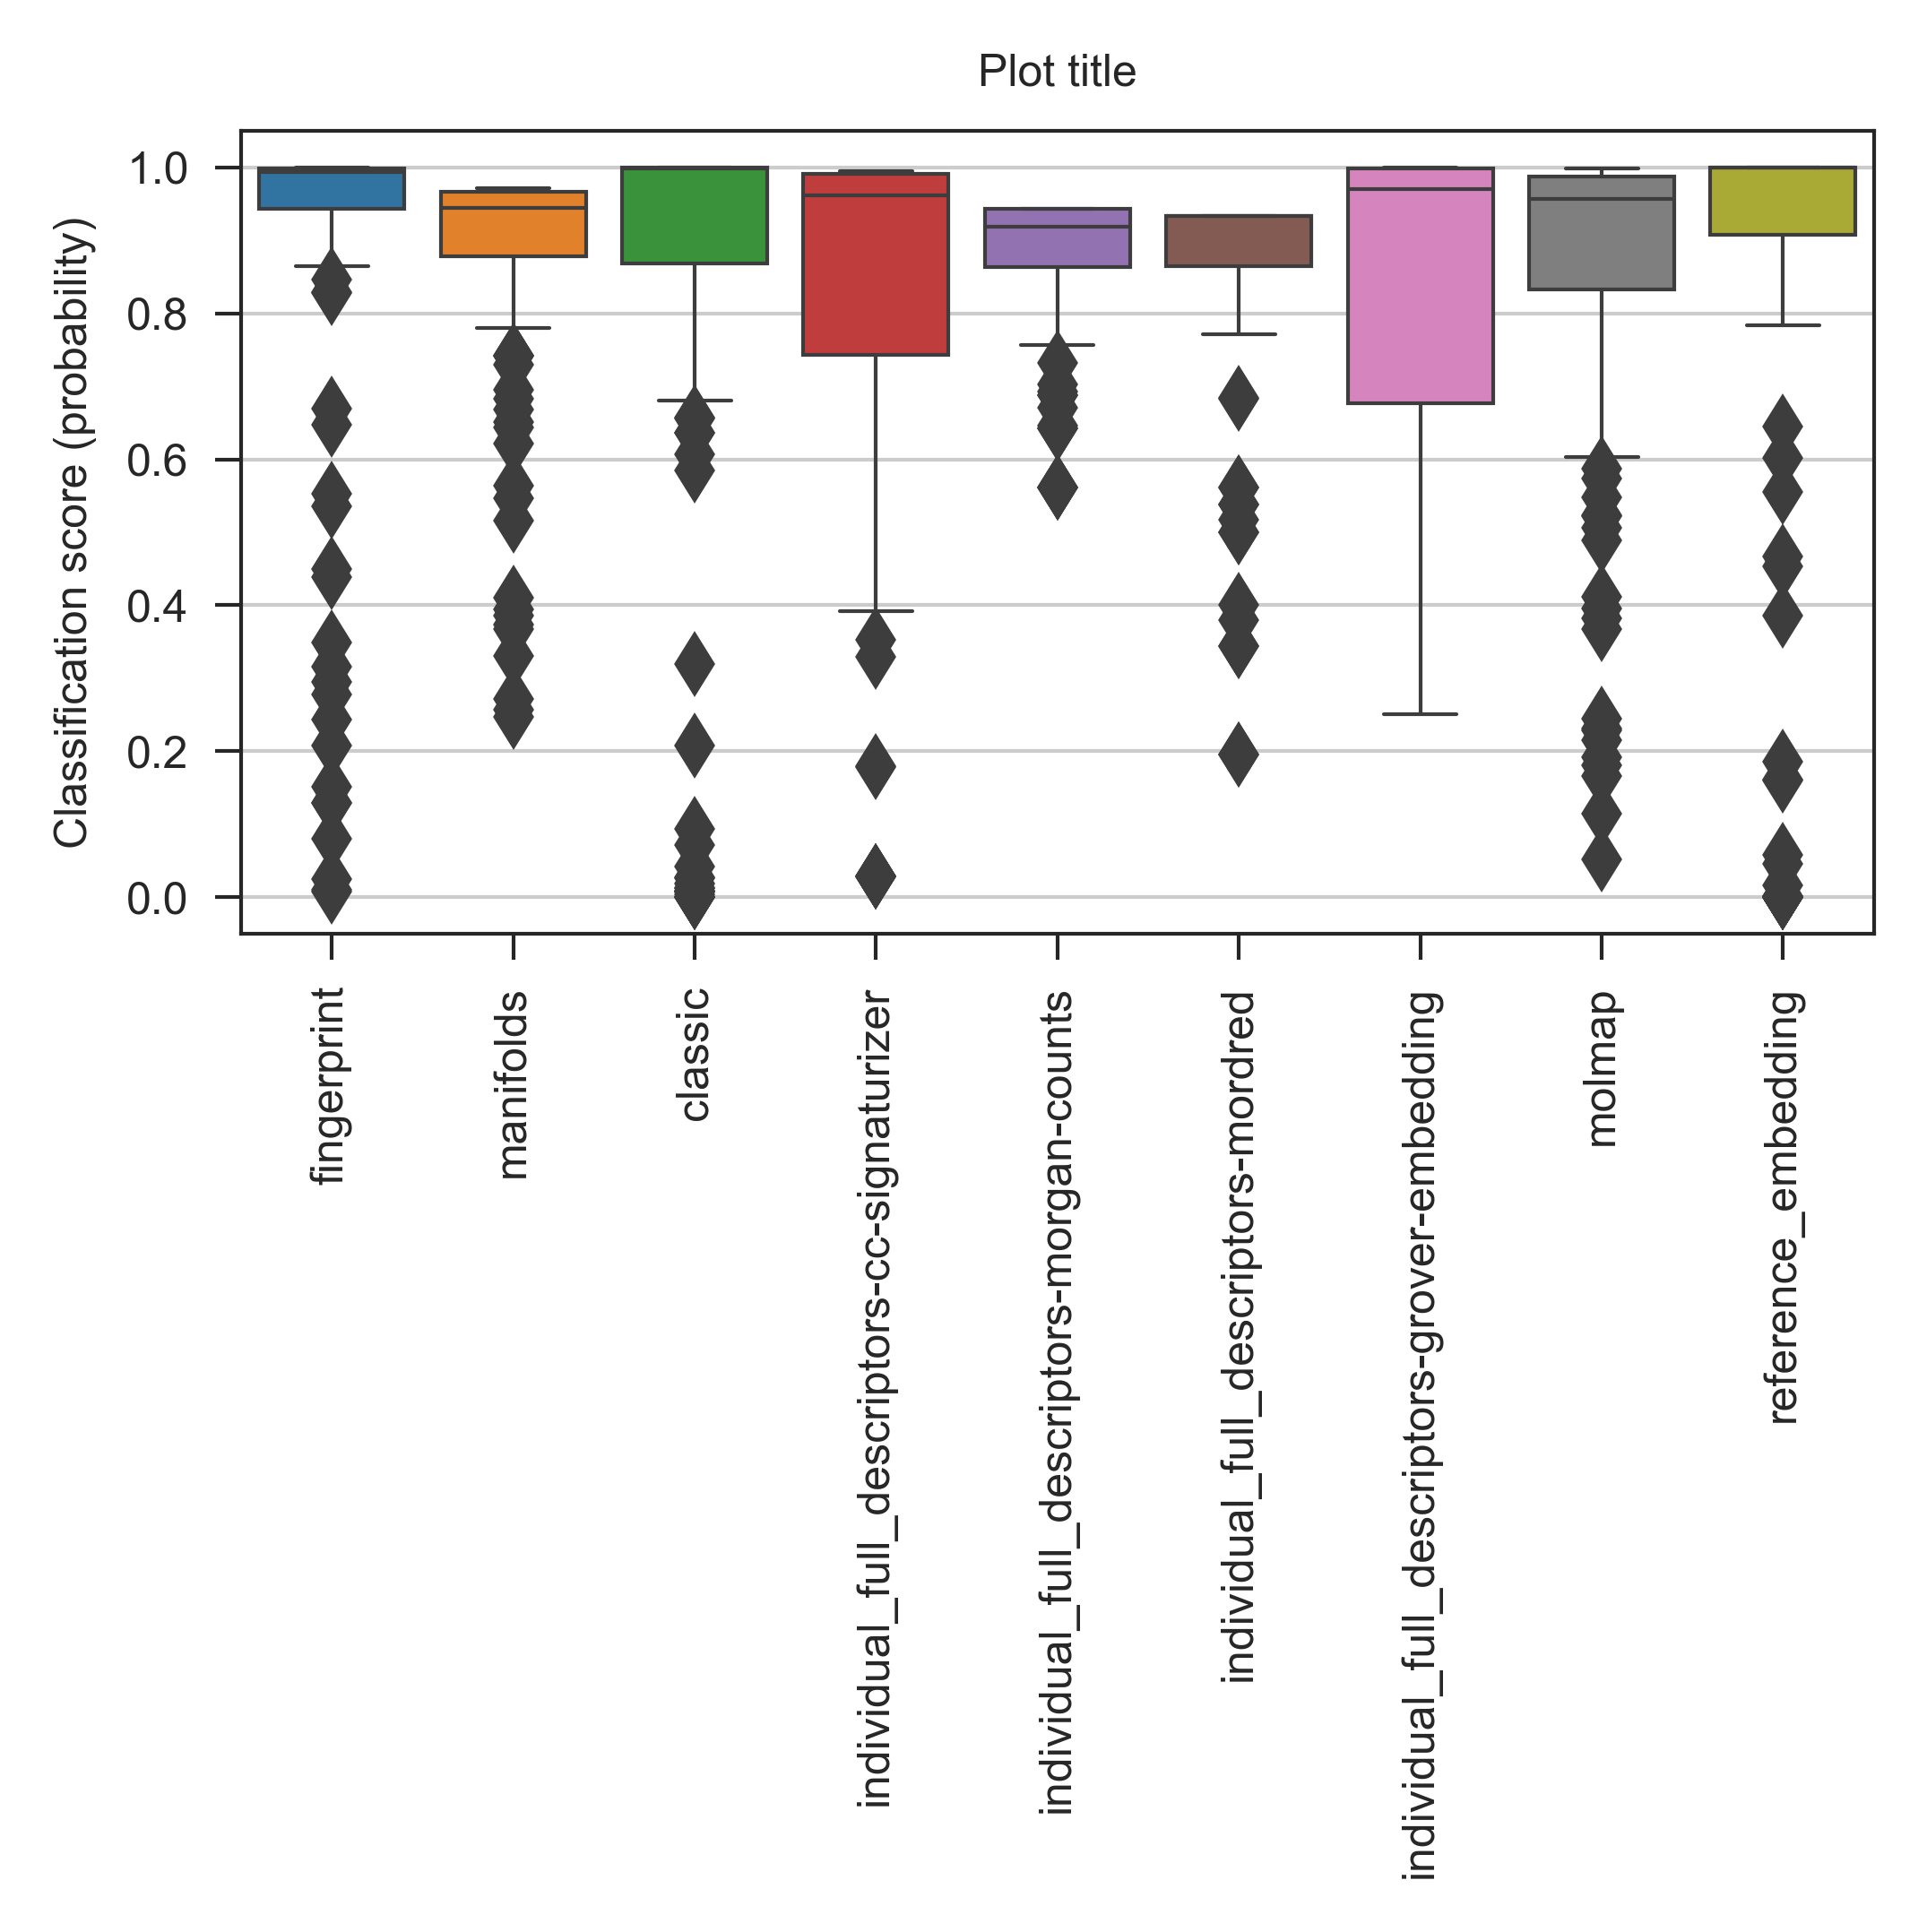 Plot title
Classification score (probability)
1.0
0.8
0.6
0.4
0.2
0.0
fingerprint
manifolds
classic
individual_full_descriptors-cc-signaturizer
individual_full_descriptors-morgan-counts
individual_full_descriptors-mordred
individual_full_descriptors-grover-embedding
molmap
reference_embedding